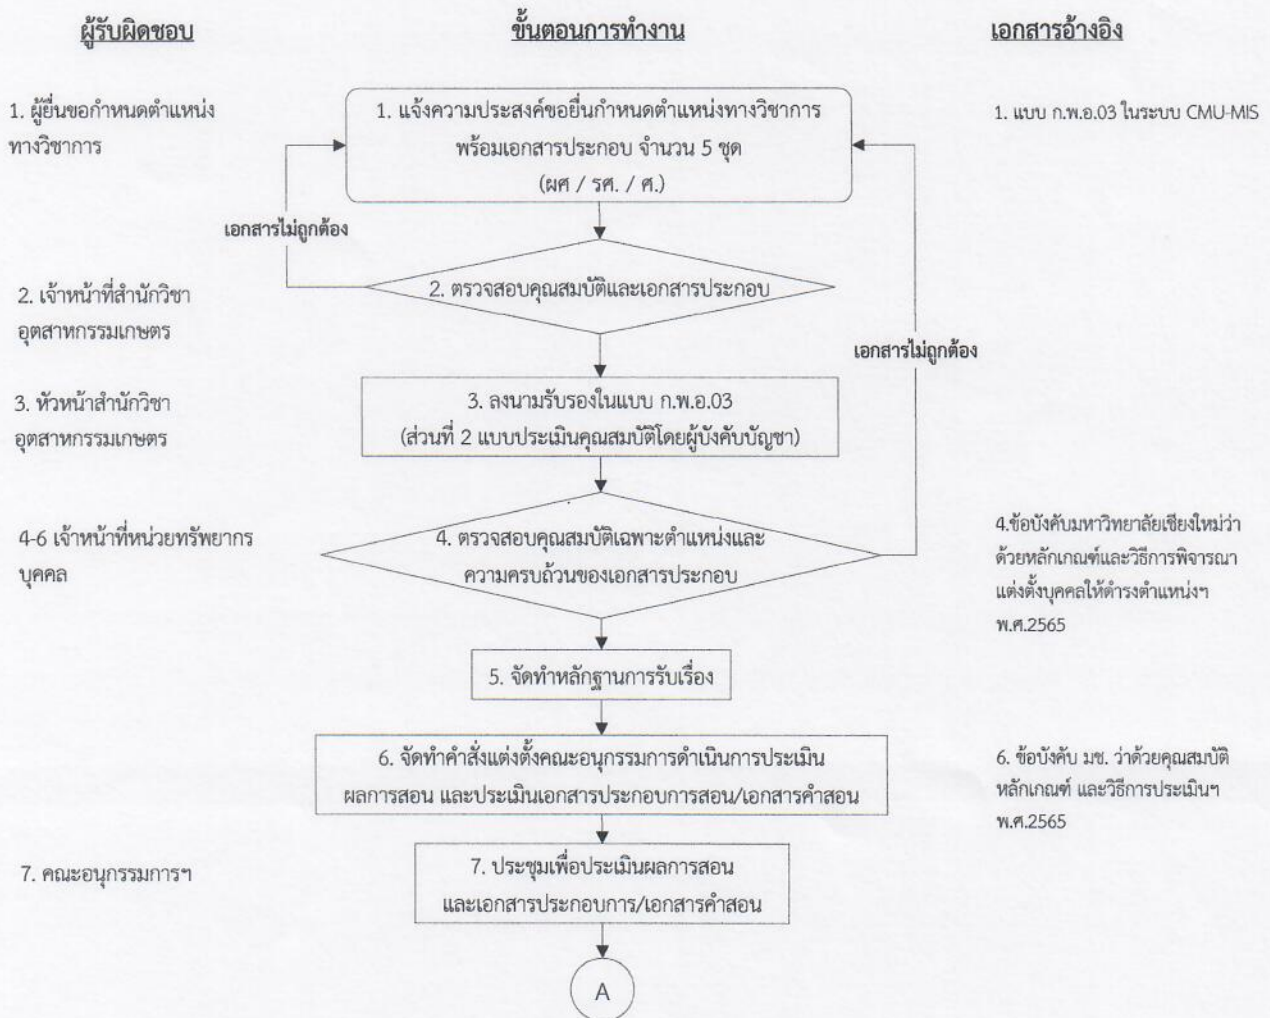 ผู้รับผิดชอบ
ขั้นตอนการทำงาน
เอกสารอ้างอิง
1. ผู้ยื่นขอกำหนดตำแหน่ง
ทางวิชาการ
1. แจ้งความประสงค์ขอยื่นกำหนดตำแหน่งทางวิชาการ
พร้อมเอกสารประกอบ จำนวน 5 ชุด
(ผศ / รศ. / ศ.)
1. แบบ ก.พ.อ.03 ในระบบ CMU-MIS
เอกสารไม่ถูกต้อง
2. เจ้าหน้าที่สำนักวิชา
อุตสาหกรรมเกษตร
2. ตรวจสอบคุณสมบัติและเอกสารประกอบ
เอกสารไม่ถูกต้อง
3. หัวหน้าสำนักวิชา
อุตสาหกรรมเกษตร
3. ลงนามรับรองในแบบ ก.พ.อ.03
(ส่วนที่ 2 แบบประเมินคุณสมบัติโดยผู้บังคับบัญชา)
4-6 เจ้าหน้าที่หน่วยทรัพยากร
บุคคล
4. ตรวจสอบคุณสมบัติเฉพาะตำแหน่งและ
ความครบถ้วนของเอกสารประกอบ
4.ข้อบังคับมหาวิทยาลัยเชียงใหม่ว่า
ด้วยหลักเกณฑ์และวิธีการพิจารณา
แต่งตั้งบุคคลให้ดำรงตำแหน่งฯ
พ.ศ.2565
5. จัดทำหลักฐานการรับเรื่อง
6. จัดทำคำสั่งแต่งตั้งคณะอนุกรรมการดำเนินการประเมิน
ผลการสอน และประเมินเอกสารประกอบการสอน/เอกสารคำสอน
6. ข้อบังคับ มช. ว่าด้วยคุณสมบัติ
หลักเกณฑ์ และวิธีการประเมินฯ
พ.ศ.2565
7. คณะอนุกรรมการฯ
7. ประชุมเพื่อประเมินผลการสอน
และเอกสารประกอบการ/เอกสารคำสอน
A